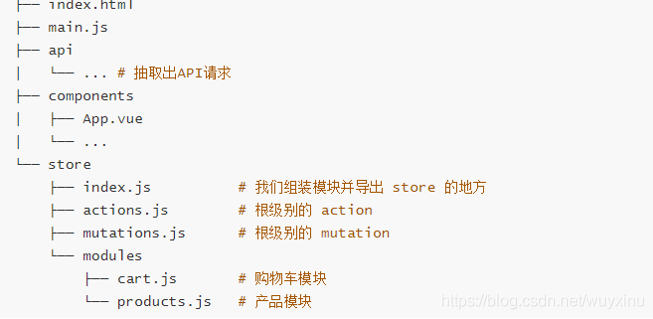 ├── index.html
├── main.js
├── api
│   └── ... # 抽取出API请求
├── components
│   ├── App.vue
│   └── ...
└── store
    ├── index.js          # 我们组装模块并导出 store 的地方
    ├── actions.js        # 根级别的 action
    ├── mutations.js      # 根级别的 mutation
    └── modules
        ├── cart.js       # 购物车模块
        └── products.js   # 产品模块
https://blog.csdn.net/wuyxinu